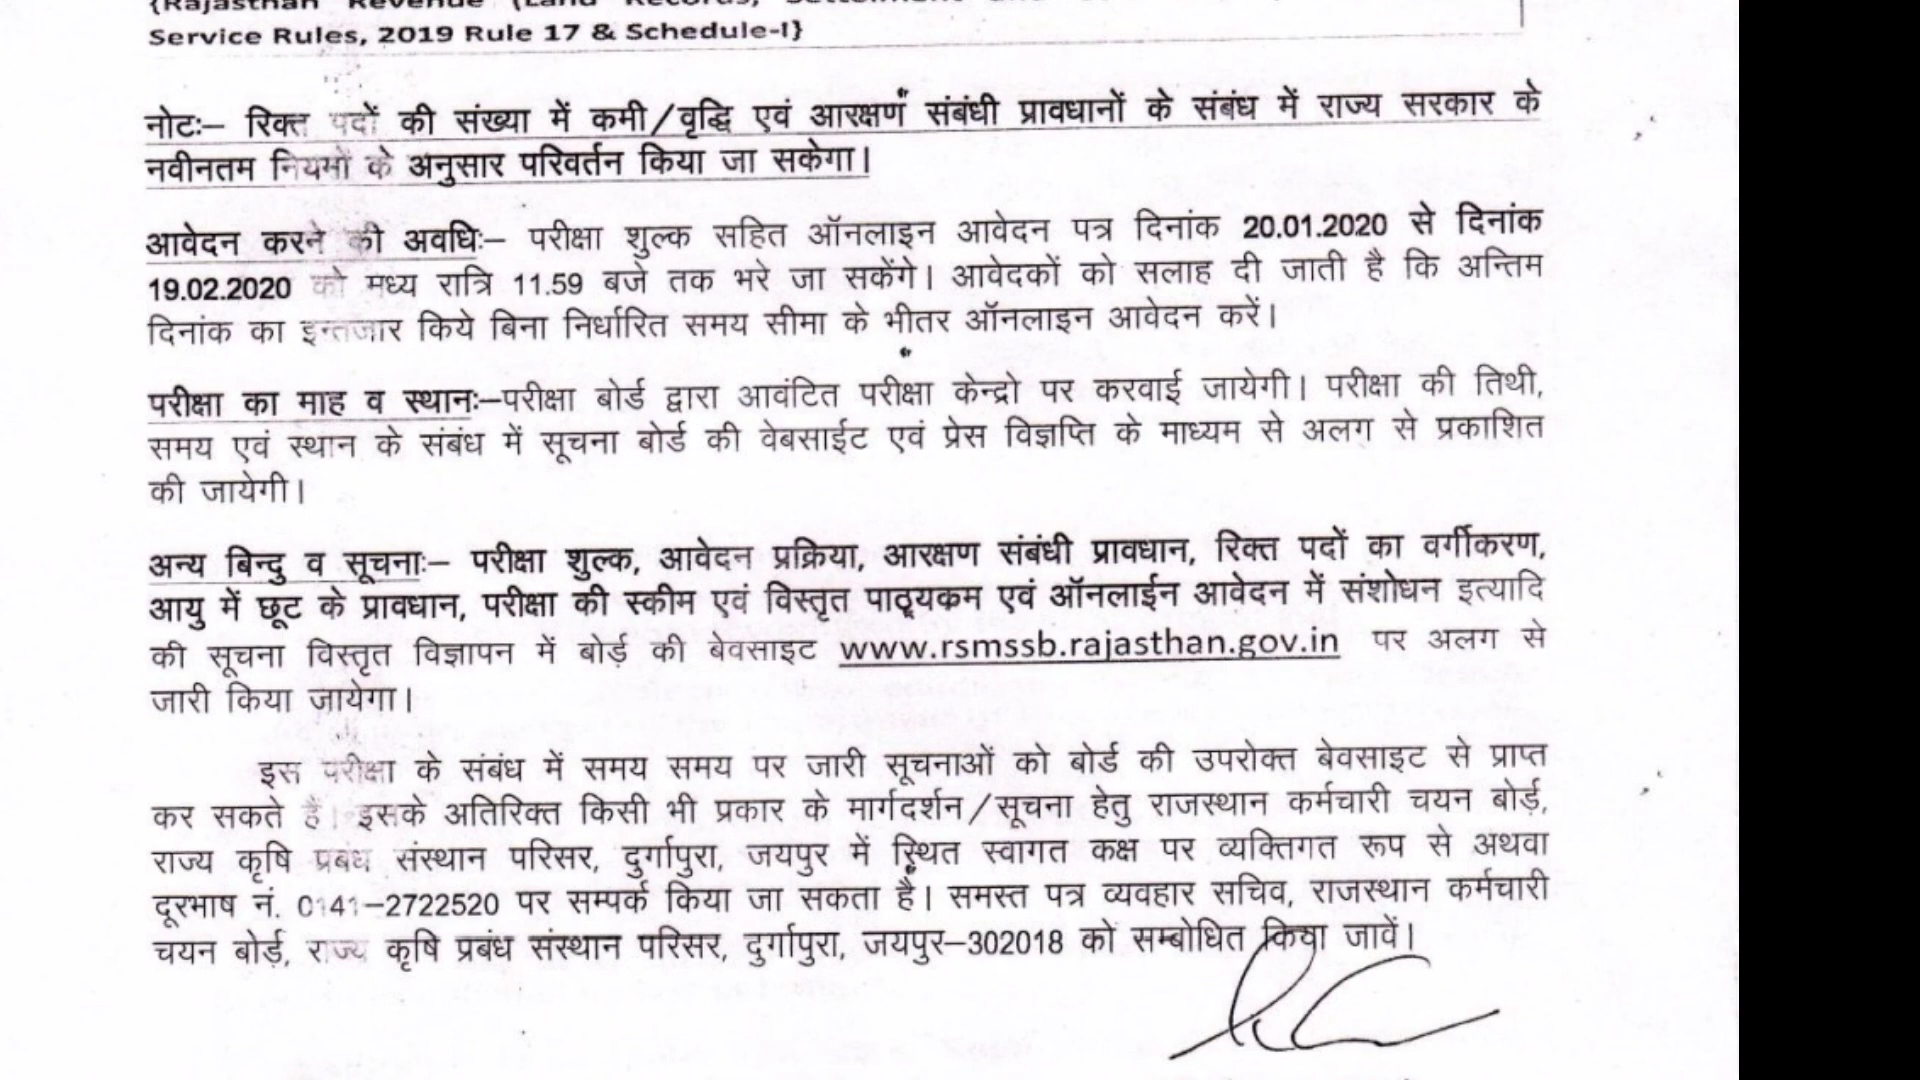 {Rajasthan Revenue (Land Records, Settlement and
Service Rules, 2019 Rule 17 & Schedule-I}
नोटः– रिक्त पदों की संख्या में कमी/वृद्धि एवं आरक्षण संबंधी प्रावधानों के संबंध में राज्य सरकार के
नवीनतम नियमों के अनुसार परिवर्तन किया जा सकेगा।
आवेदन करने की अवधिः– परीक्षा शुल्क सहित ऑनलाइन आवेदन पत्र दिनांक 20.01.2020 से दिनांक
19.02.2020 को मध्य रात्रि 11.59 बजे तक भरे जा सकेंगे। आवेदकों को सलाह दी जाती है कि अन्तिम
दिनांक का इन्तजार किये बिना निर्धारित समय सीमा के भीतर ऑनलाइन आवेदन करें।
परीक्षा का माह व स्थानः–परीक्षा बोर्ड द्वारा आवंटित परीक्षा केन्द्रो पर करवाई जायेगी। परीक्षा की तिथी,
समय एवं स्थान के संबंध में सूचना बोर्ड की वेबसाईट एवं प्रेस विज्ञप्ति के माध्यम से अलग से प्रकाशित
की जायेगी।
अन्य बिन्दु व सूचनाः– परीक्षा शुल्क, आवेदन प्रक्रिया, आरक्षण संबंधी प्रावधान, रिक्त पदों का वर्गीकरण,
आयु में छूट के प्रावधान, परीक्षा की स्कीम एवं विस्तृत पाठ्यकम एवं ऑनलाईन आवेदन में संशोधन इत्यादि
की सूचना विस्तृत विज्ञापन में बोर्ड की बेवसाइट www.rsmssb.rajasthan.gov.in पर अलग से
जारी किया जायेगा।
इस परीक्षा के संबंध में समय समय पर जारी सूचनाओं को बोर्ड की उपरोक्त बेवसाइट से प्राप्त
कर सकते हैं। इसके अतिरिक्त किसी भी प्रकार के मार्गदर्शन/सूचना हेतु राजस्थान कर्मचारी चयन बोर्ड,
राज्य कृषि प्रबंध संस्थान परिसर, दुर्गापुरा, जयपुर में स्थित स्वागत कक्ष पर व्यक्तिगत रूप से अथवा
दूरभाष नं. 0141–2722520 पर सम्पर्क किया जा सकता है। समस्त पत्र व्यवहार सचिव, राजस्थान कर्मचारी
चयन बोर्ड, राज्य कृषि प्रबंध संस्थान परिसर, दुर्गापुरा, जयपुर–302018 को सम्बोधित किया जावें।